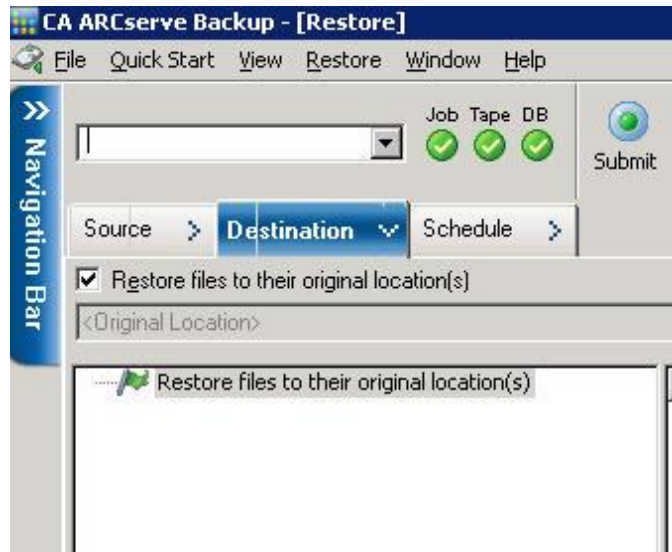 CA ARCserve Backup - [Restore]
File Quick Start View Restore Window Help
Job Tape DB
Submit
Navigation Bar
Source Destination Schedule
Restore files to their original location(s)
<Original Location>
Restore files to their original location(s)